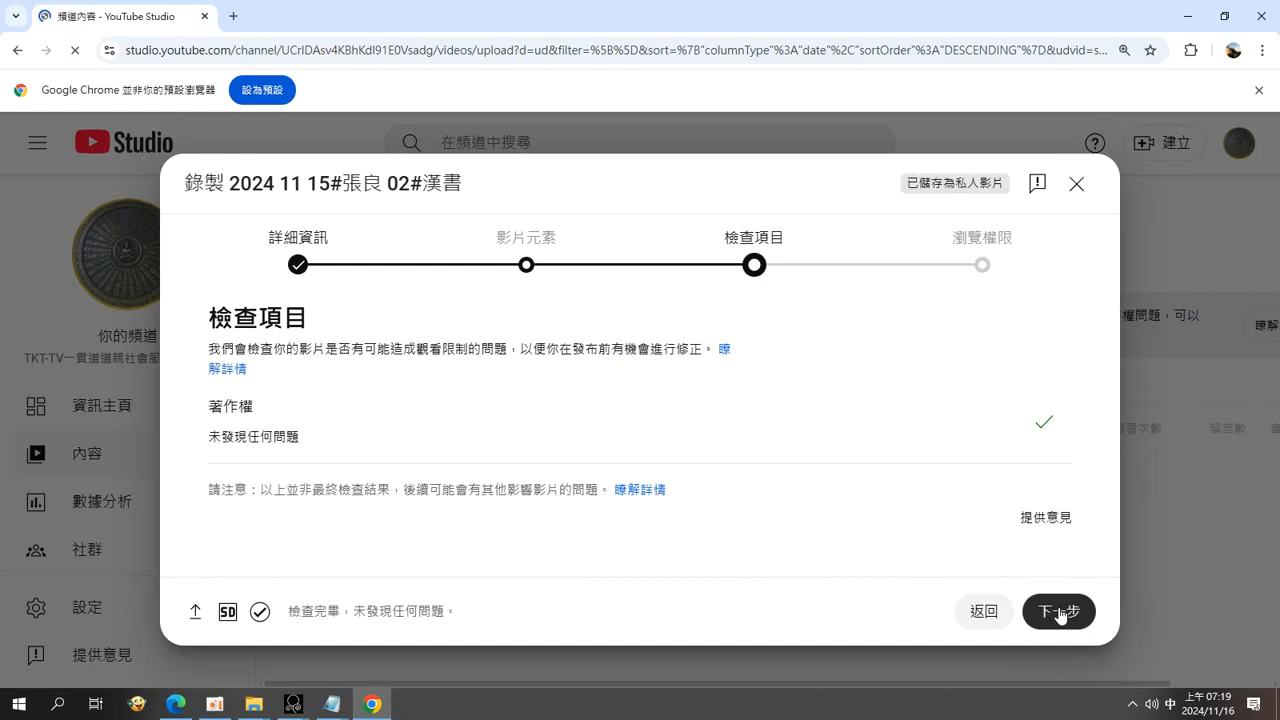 頻道內容 - YouTube Studio
studio.youtube.com/channel/UCrIDAsv4KBhKdI91E0Vsadg/videos/upload?d=ud&filter=%5B%5D&sort=%7B"columnType"%3A"date"%2C"sortOrder"%3A"DESCENDING"%7D&udvid=s...
Google Chrome 並非你的預設瀏覽器
設為預設
Studio
在頻道中搜尋
建立
錄製 2024 11 15#張良 02#漢書
已儲存為私人影片
詳細資訊
影片元素
檢查項目
瀏覽權限
檢查項目
我們會檢查你的影片是否有可能造成觀看限制的問題，以便你在發布前有機會進行修正。 瞭
解詳情
著作權
未發現任何問題
請注意：以上並非最終檢查結果，後續可能會有其他影響影片的問題。 瞭解詳情
提供意見
SD
檢查完畢，未發現任何問題。
返回
下一步
你的頻道
TKT-TV一貫道道親社會服
資訊主頁
內容
數據分析
社群
設定
提供意見
權問題，可以
瞭解
看次數
留言數
中
上午 07:19
2024/11/16